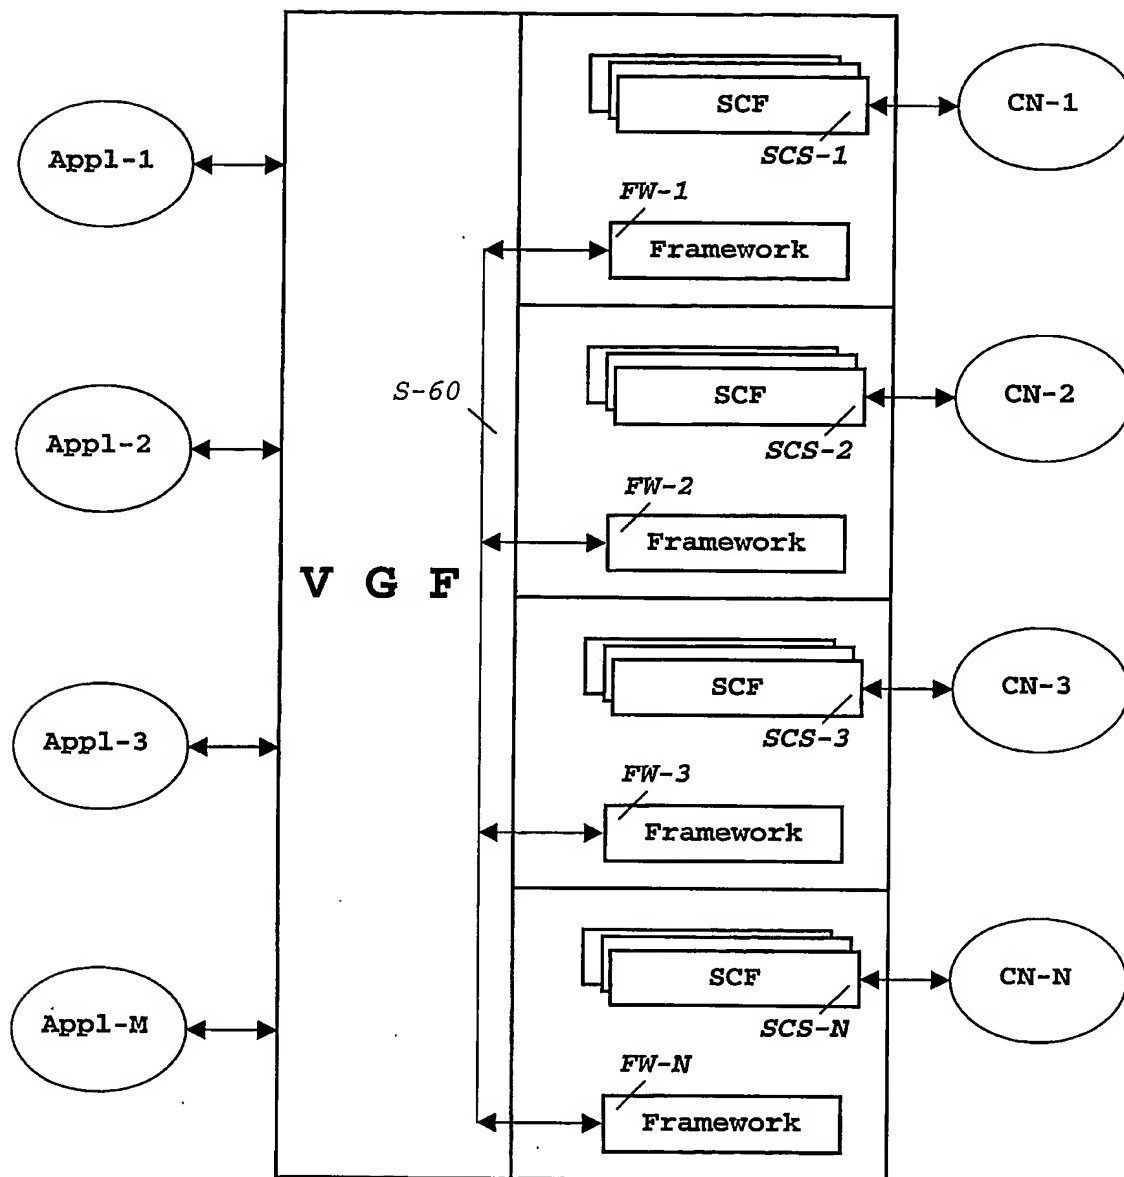 SCF
CN-1
SCS-1
Appl-1
FW-1
Framework
SCF
CN-2
S-60
SCS-2
Appl-2
FW-2
Framework
V G F
SCF
CN-3
SCS-3
Appl-3
FW-3
Framework
SCF
CN-N
SCS-N
Appl-M
FW-N
Framework